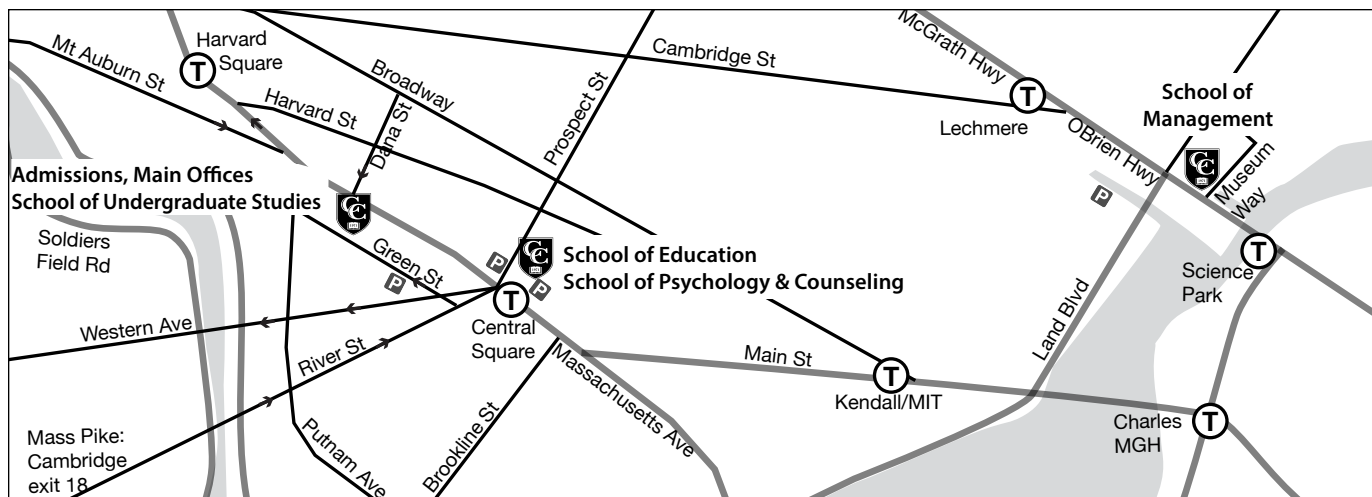 Mt Auburn St
Harvard
Square
T
Harvard St
Broadway
Dana St
Prospect St
Cambridge St
McGrath Hwy
T
Lechmere
OBrien Hwy
School of
Management
CC
Museum
Way
P
Admissions, Main Offices
School of Undergraduate Studies
CC
Soldiers
Field Rd
Green St
P
P
CC
P
School of Education
School of Psychology & Counseling
T
Central
Square
T
Science
Park
Land Blvd
Western Ave
River St
Main St
Massachusetts Ave
T
Kendall/MIT
Charles
MGH
T
Mass Pike:
Cambridge
exit 18
Putnam Ave
Brookline St